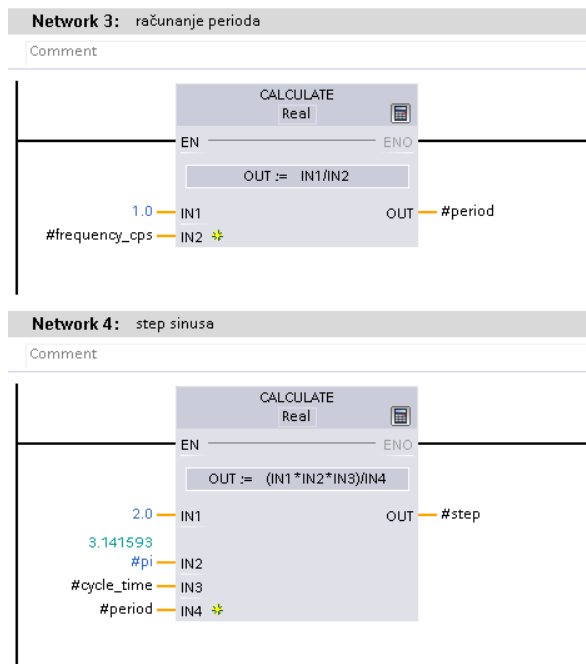 Network 3: računanje perioda
Comment
CALCULATE
Real
EN ENO
OUT := IN1/IN2
1.0 IN1 OUT #period
#frequency_cps IN2
Network 4: step sinusa
Comment
CALCULATE
Real
EN ENO
OUT := (IN1*IN2*IN3)/IN4
2.0 IN1 OUT #step
3.141593
#pi IN2
#cycle_time IN3
#period IN4